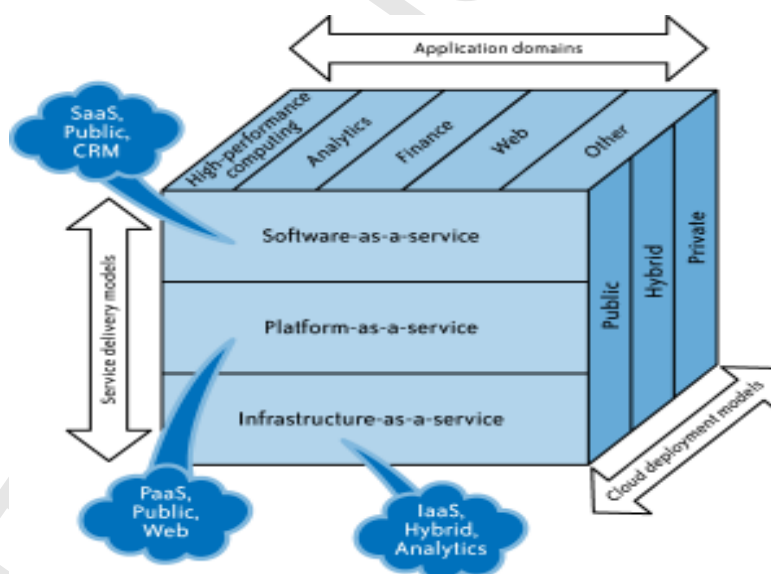 Application domains
SaaS,
Public,
CRM
High-performance
computing
Analytics
Finance
Web
Other
Service delivery models
Software-as-a-service
Platform-as-a-service
Infrastructure-as-a-service
Public
Hybrid
Private
Cloud deployment models
PaaS,
Public,
Web
IaaS,
Hybrid,
Analytics